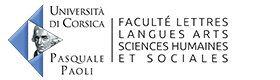 UNIVERSITÀ
DI CORSICA
PASQUALE
PAOLI
FACULTÉ LETTRES
LANGUES ARTS
SCIENCES HUMAINES
ET SOCIALES